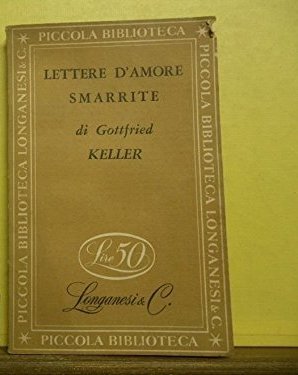 PICCOLA BIBLIOTECA
LETTERE D'AMORE
SMARRITE
di Gottfried
KELLER
Lire 50
Longanesi & C.
PICCOLA BIBLIOTECA
PICCOLA BIBLIOTECA LONGANESI & C.
PICCOLA BIBLIOTECA LONGANESI & C.